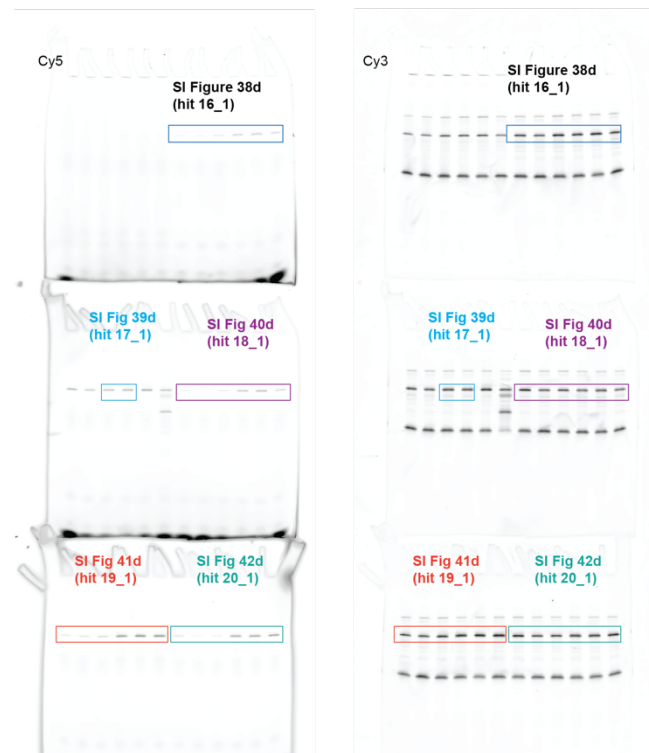 Cy5
SI Figure 38d
(hit 16_1)
SI Fig 39d
(hit 17_1)
SI Fig 40d
(hit 18_1)
SI Fig 41d
(hit 19_1)
SI Fig 42d
(hit 20_1)
Cy3
SI Figure 38d
(hit 16_1)
SI Fig 39d
(hit 17_1)
SI Fig 40d
(hit 18_1)
SI Fig 41d
(hit 19_1)
SI Fig 42d
(hit 20_1)